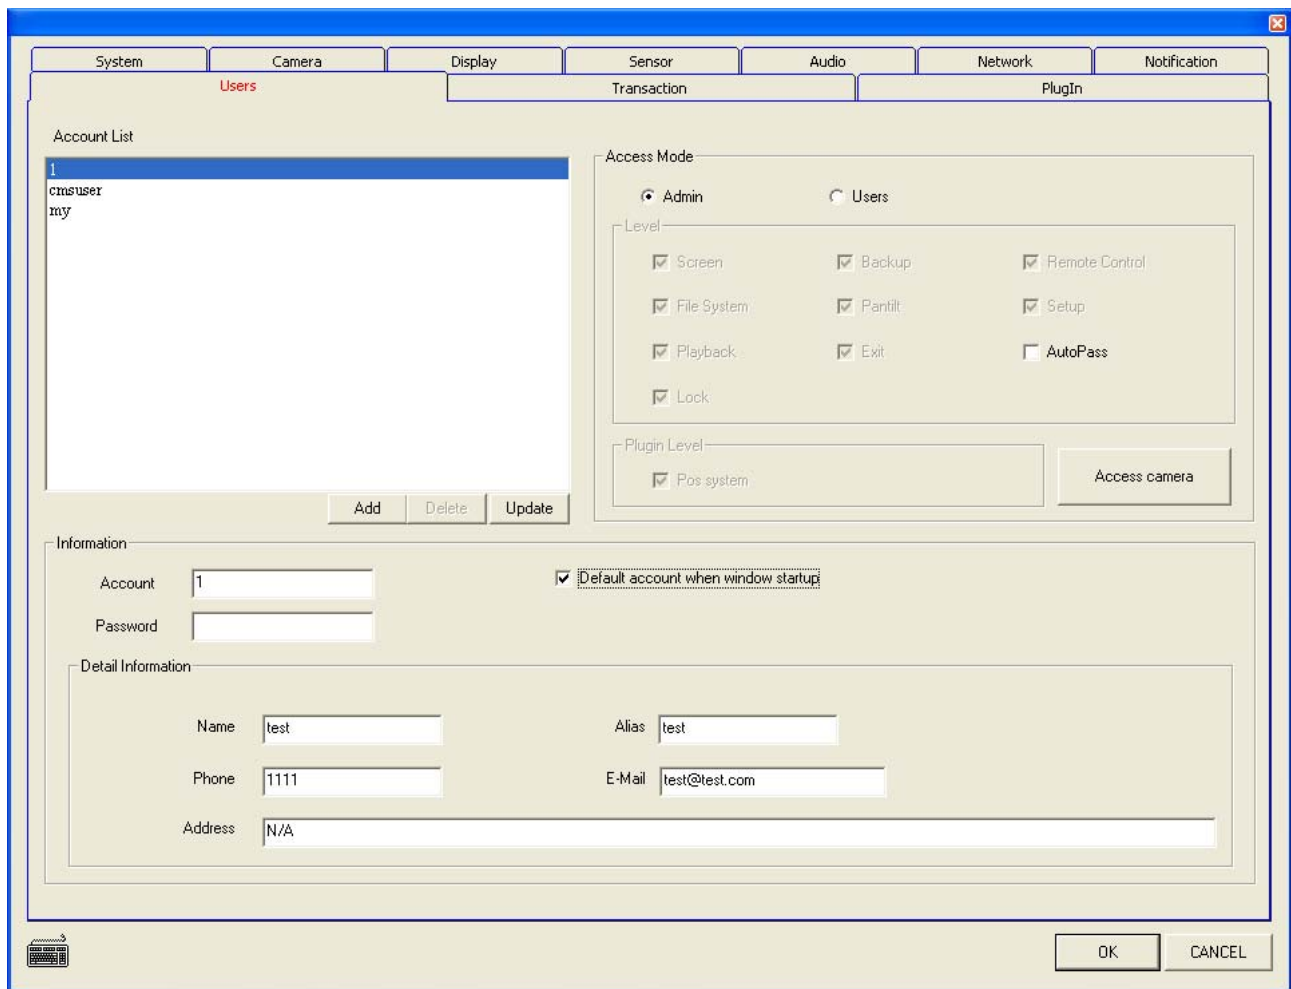 System Camera Display Sensor Audio Network Notification
Users Transaction PlugIn
Account List
1
cmsuser
my
Add Delete Update
Access Mode
Admin Users
Level
Screen Backup Remote Control
File System Pantilt Setup
Playback Exit AutoPass
Lock
Plugin Level
Pos system
Access camera
Information
Account 1
Default account when window startup
Password
Detail Information
Name test Alias test
Phone 1111 E-Mail test@test.com
Address N/A
OK CANCEL